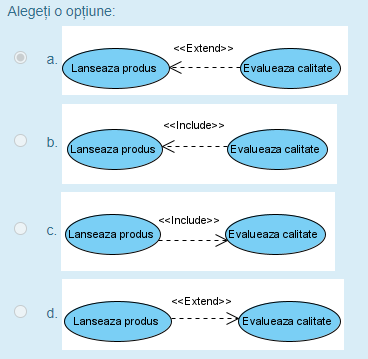 Alegeți o opțiune:
a.
<<Extend>>
Lanseaza produs
Evalueaza calitate
b.
<<Include>>
Lanseaza produs
Evalueaza calitate
c.
<<Include>>
Lanseaza produs
Evalueaza calitate
d.
<<Extend>>
Lanseaza produs
Evalueaza calitate